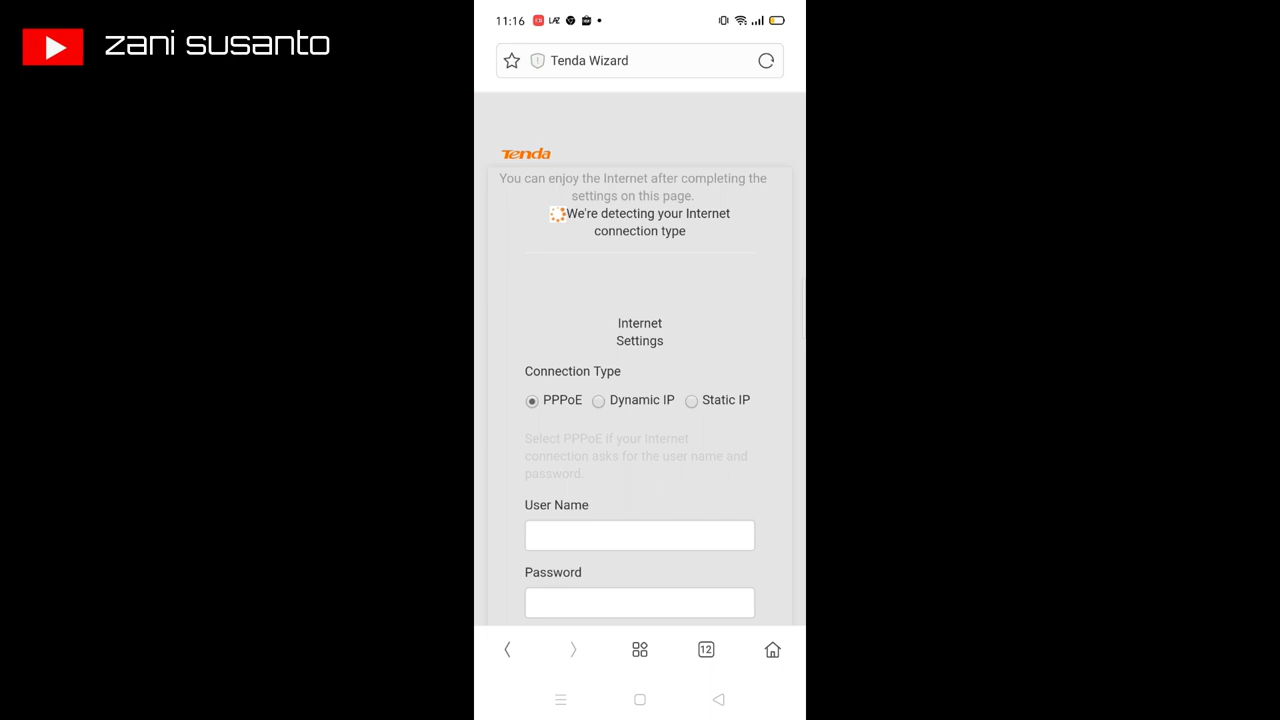 zani susanto
11:16
Tenda Wizard
Tenda
You can enjoy the Internet after completing the
settings on this page.
We're detecting your Internet
connection type
Internet
Settings
Connection Type
PPPoE Dynamic IP Static IP
Select PPPoE if your Internet
connection asks for the user name and
password.
User Name
Password
12